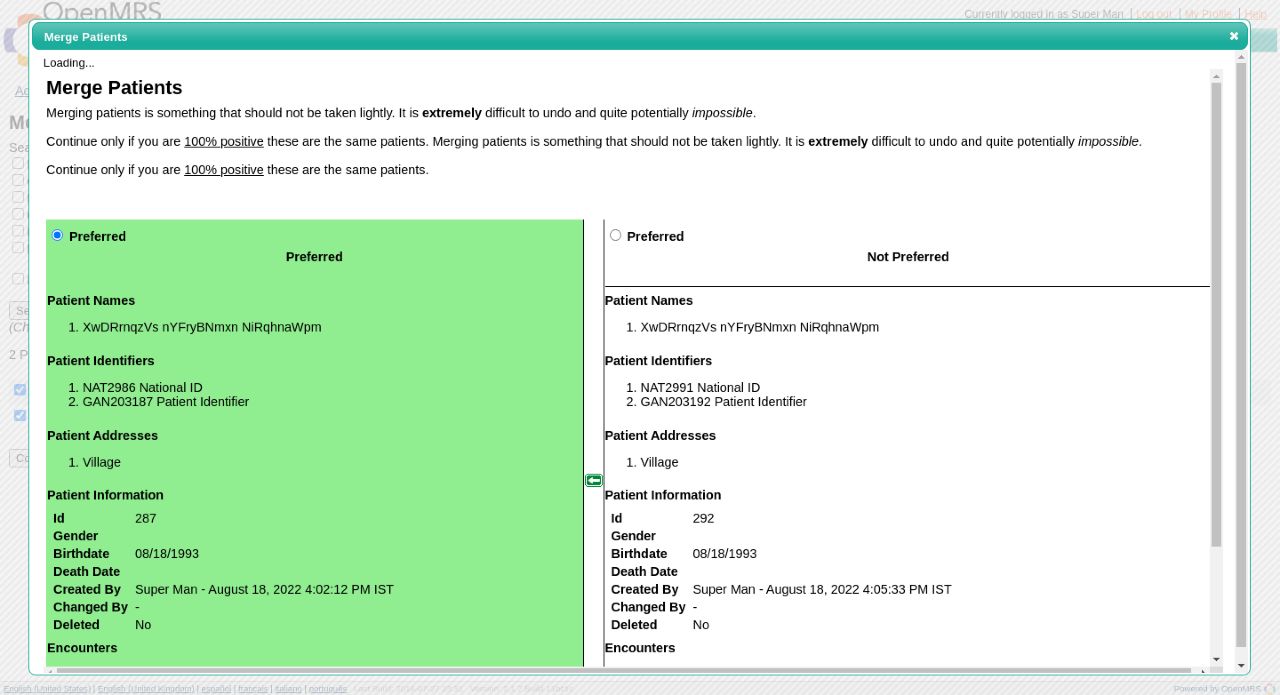 OpenMRS
Currently logged in as Super Man | Log out | My Profile | Help
Merge Patients
Loading...
Merge Patients
Merging patients is something that should not be taken lightly. It is extremely difficult to undo and quite potentially impossible.
Continue only if you are 100% positive these are the same patients. Merging patients is something that should not be taken lightly. It is extremely difficult to undo and quite potentially impossible.
Continue only if you are 100% positive these are the same patients.
Preferred
Preferred
Patient Names
1. XwDRrnqzVs nYFryBNmxn NiRqhnaWpm
Patient Identifiers
1. NAT2986 National ID
2. GAN203187 Patient Identifier
Patient Addresses
1. Village
Patient Information
Id 287
Gender
Birthdate 08/18/1993
Death Date
Created By Super Man - August 18, 2022 4:02:12 PM IST
Changed By -
Deleted No
Encounters
Preferred
Not Preferred
Patient Names
1. XwDRrnqzVs nYFryBNmxn NiRqhnaWpm
Patient Identifiers
1. NAT2991 National ID
2. GAN203192 Patient Identifier
Patient Addresses
1. Village
Patient Information
Id 292
Gender
Birthdate 08/18/1993
Death Date
Created By Super Man - August 18, 2022 4:05:33 PM IST
Changed By -
Deleted No
Encounters
2 P
English (United States) | English (United Kingdom) | español | français | italiano | português
Powered by OpenMRS